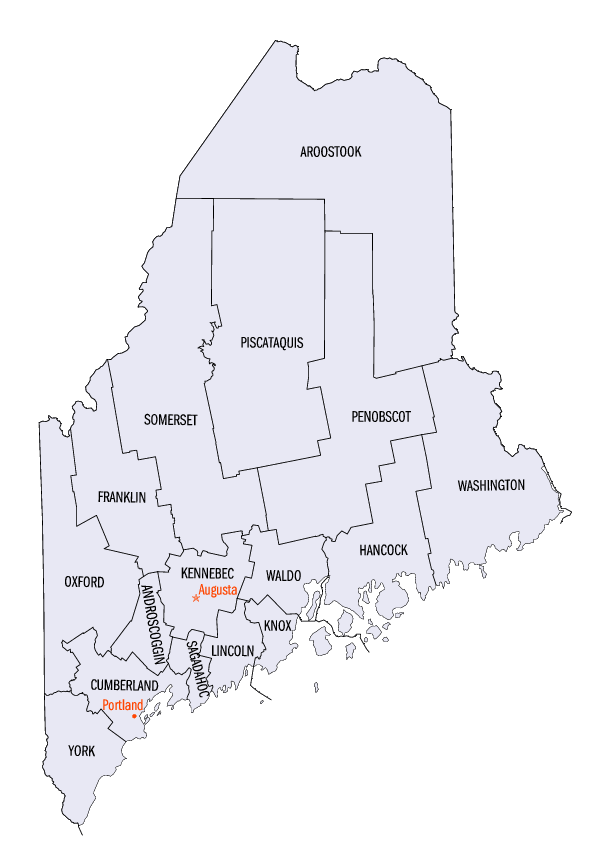 AROOSTOOK
PISCATAQUIS
SOMERSET
PENOBSCOT
WASHINGTON
FRANKLIN
HANCOCK
KENNEBEC
WALDO
OXFORD
Augusta
ANDROSCOGGIN
KNOX
LINCOLN
SAGADAHOC
CUMBERLAND
Portland
YORK